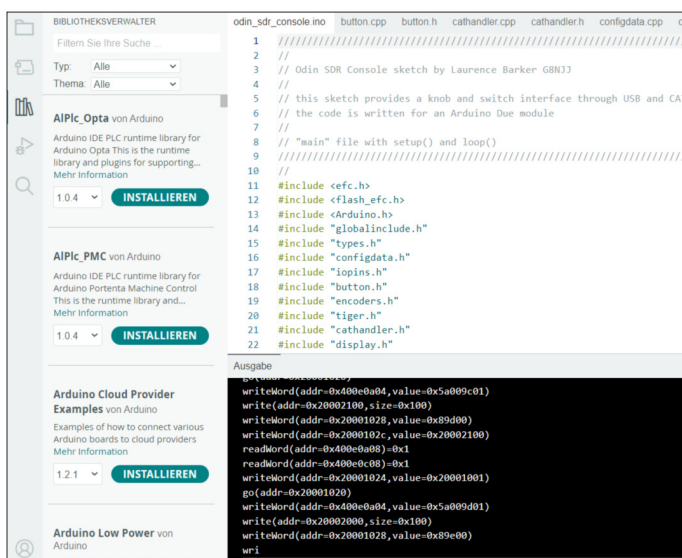 BIBLIOTHEKSVERWALTER
Filtern Sie Ihre Suche ...
Typ: Alle
Thema: Alle
AlPlc_Opta von Arduino
Arduino IDE PLC runtime library for
Arduino Opta This is the runtime
library and plugins for supporting...
Mehr Information
1.0.4 INSTALLIEREN
AlPlc_PMC von Arduino
Arduino IDE PLC runtime library for
Arduino Portenta Machine Control
This is the runtime library and...
Mehr Information
1.0.4 INSTALLIEREN
Arduino Cloud Provider
Examples von Arduino
Examples of how to connect various
Arduino boards to cloud providers
Mehr Information
1.2.1 INSTALLIEREN
Arduino Low Power von
Arduino
odin_sdr_console.ino button.cpp button.h cathandler.cpp cathandler.h configdata.cpp
1 ////////////////////////////////////////////////////////////////////////
2 //
3 // Odin SDR Console sketch by Laurence Barker G8NJJ
4 //
5 // this sketch provides a knob and switch interface through USB and CA
6 // the code is written for an Arduino Due module
7 //
8 // "main" file with setup() and loop()
9 ////////////////////////////////////////////////////////////////////////
10 //
11 #include <efc.h>
12 #include <flash_efc.h>
13 #include <Arduino.h>
14 #include "globalinclude.h"
15 #include "types.h"
16 #include "configdata.h"
17 #include "iopins.h"
18 #include "button.h"
19 #include "encoders.h"
20 #include "tiger.h"
21 #include "cathandler.h"
22 #include "display.h"
Ausgabe
go(addr=0x20001020)
writeWord(addr=0x400e0a04,value=0x5a009c01)
write(addr=0x20002100,size=0x100)
writeWord(addr=0x20001028,value=0x89d00)
writeWord(addr=0x2000102c,value=0x20002100)
readWord(addr=0x400e0a08)=0x1
readWord(addr=0x400e0c08)=0x1
writeWord(addr=0x20001024,value=0x20001001)
go(addr=0x20001020)
writeWord(addr=0x400e0a04,value=0x5a009d01)
write(addr=0x20002000,size=0x100)
writeWord(addr=0x20001028,value=0x89e00)
wri